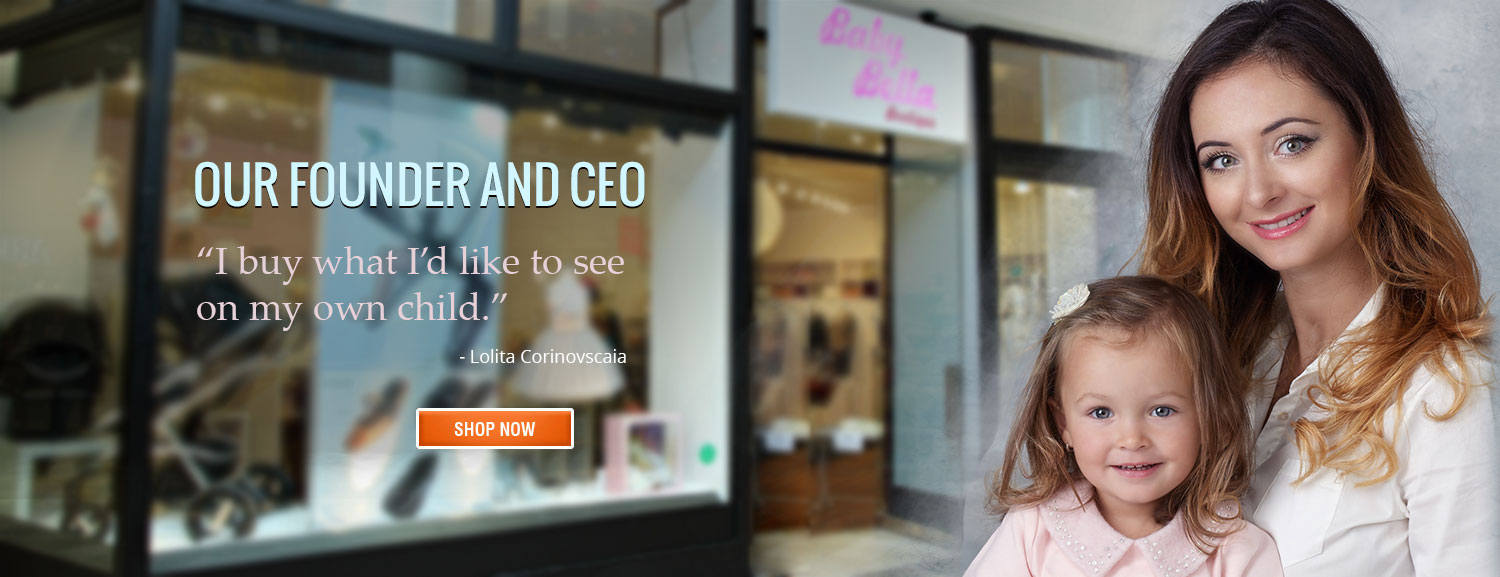 Baby
Bella
Boutique
OUR FOUNDER AND CEO
“I buy what I’d like to see
on my own child.”
- Lolita Corinovscaia
SHOP NOW